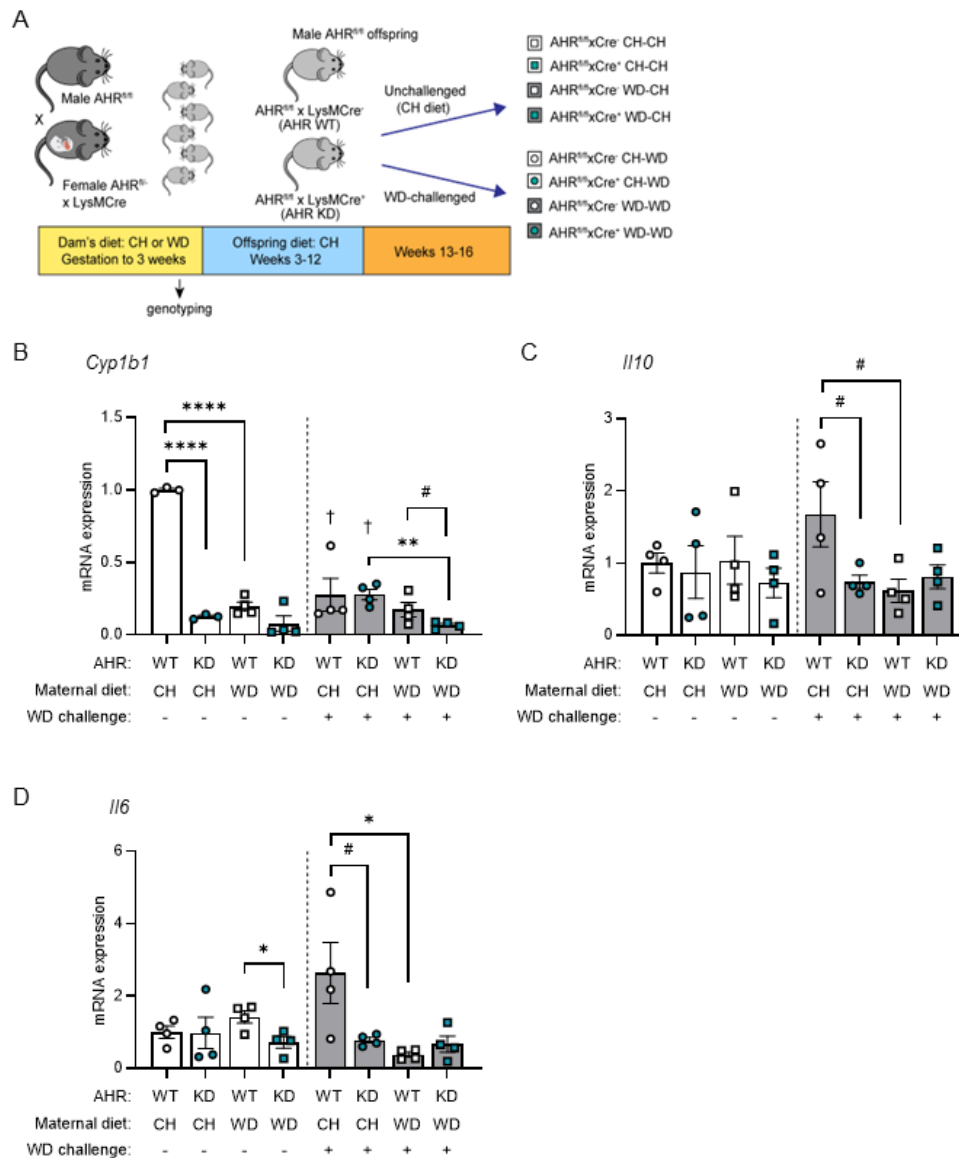 A
Male AHRᶠˡ/ᶠˡ
X
Female AHRᶠˡ/-
x LysMCre
Male AHRᶠˡ/ᶠˡ offspring
AHRᶠˡ/ᶠˡ x LysMCre⁻
(AHR WT)
AHRᶠˡ/ᶠˡ x LysMCre⁺
(AHR KD)
Unchallenged
(CH diet)
WD-challenged
AHRᶠˡ/ᶠˡxCre⁻ CH-CH
AHRᶠˡ/ᶠˡxCre⁺ CH-CH
AHRᶠˡ/ᶠˡxCre⁻ WD-CH
AHRᶠˡ/ᶠˡxCre⁺ WD-CH
AHRᶠˡ/ᶠˡxCre⁻ CH-WD
AHRᶠˡ/ᶠˡxCre⁺ CH-WD
AHRᶠˡ/ᶠˡxCre⁻ WD-WD
AHRᶠˡ/ᶠˡxCre⁺ WD-WD
Dam's diet: CH or WD
Gestation to 3 weeks
Offspring diet: CH
Weeks 3-12
Weeks 13-16
genotyping
B
Cyp1b1
mRNA expression
1.5
1.0
0.5
0.0
****
****
†
†
#
**
AHR: WT KD WT KD WT KD WT KD
Maternal diet: CH CH WD WD CH CH WD WD
WD challenge: - - - - + + + +
C
Il10
mRNA expression
3
2
1
0
#
#
AHR: WT KD WT KD WT KD WT KD
Maternal diet: CH CH WD WD CH CH WD WD
WD challenge: - - - - + + + +
D
Il6
mRNA expression
6
4
2
0
*
*
#
AHR: WT KD WT KD WT KD WT KD
Maternal diet: CH CH WD WD CH CH WD WD
WD challenge: - - - - + + + +